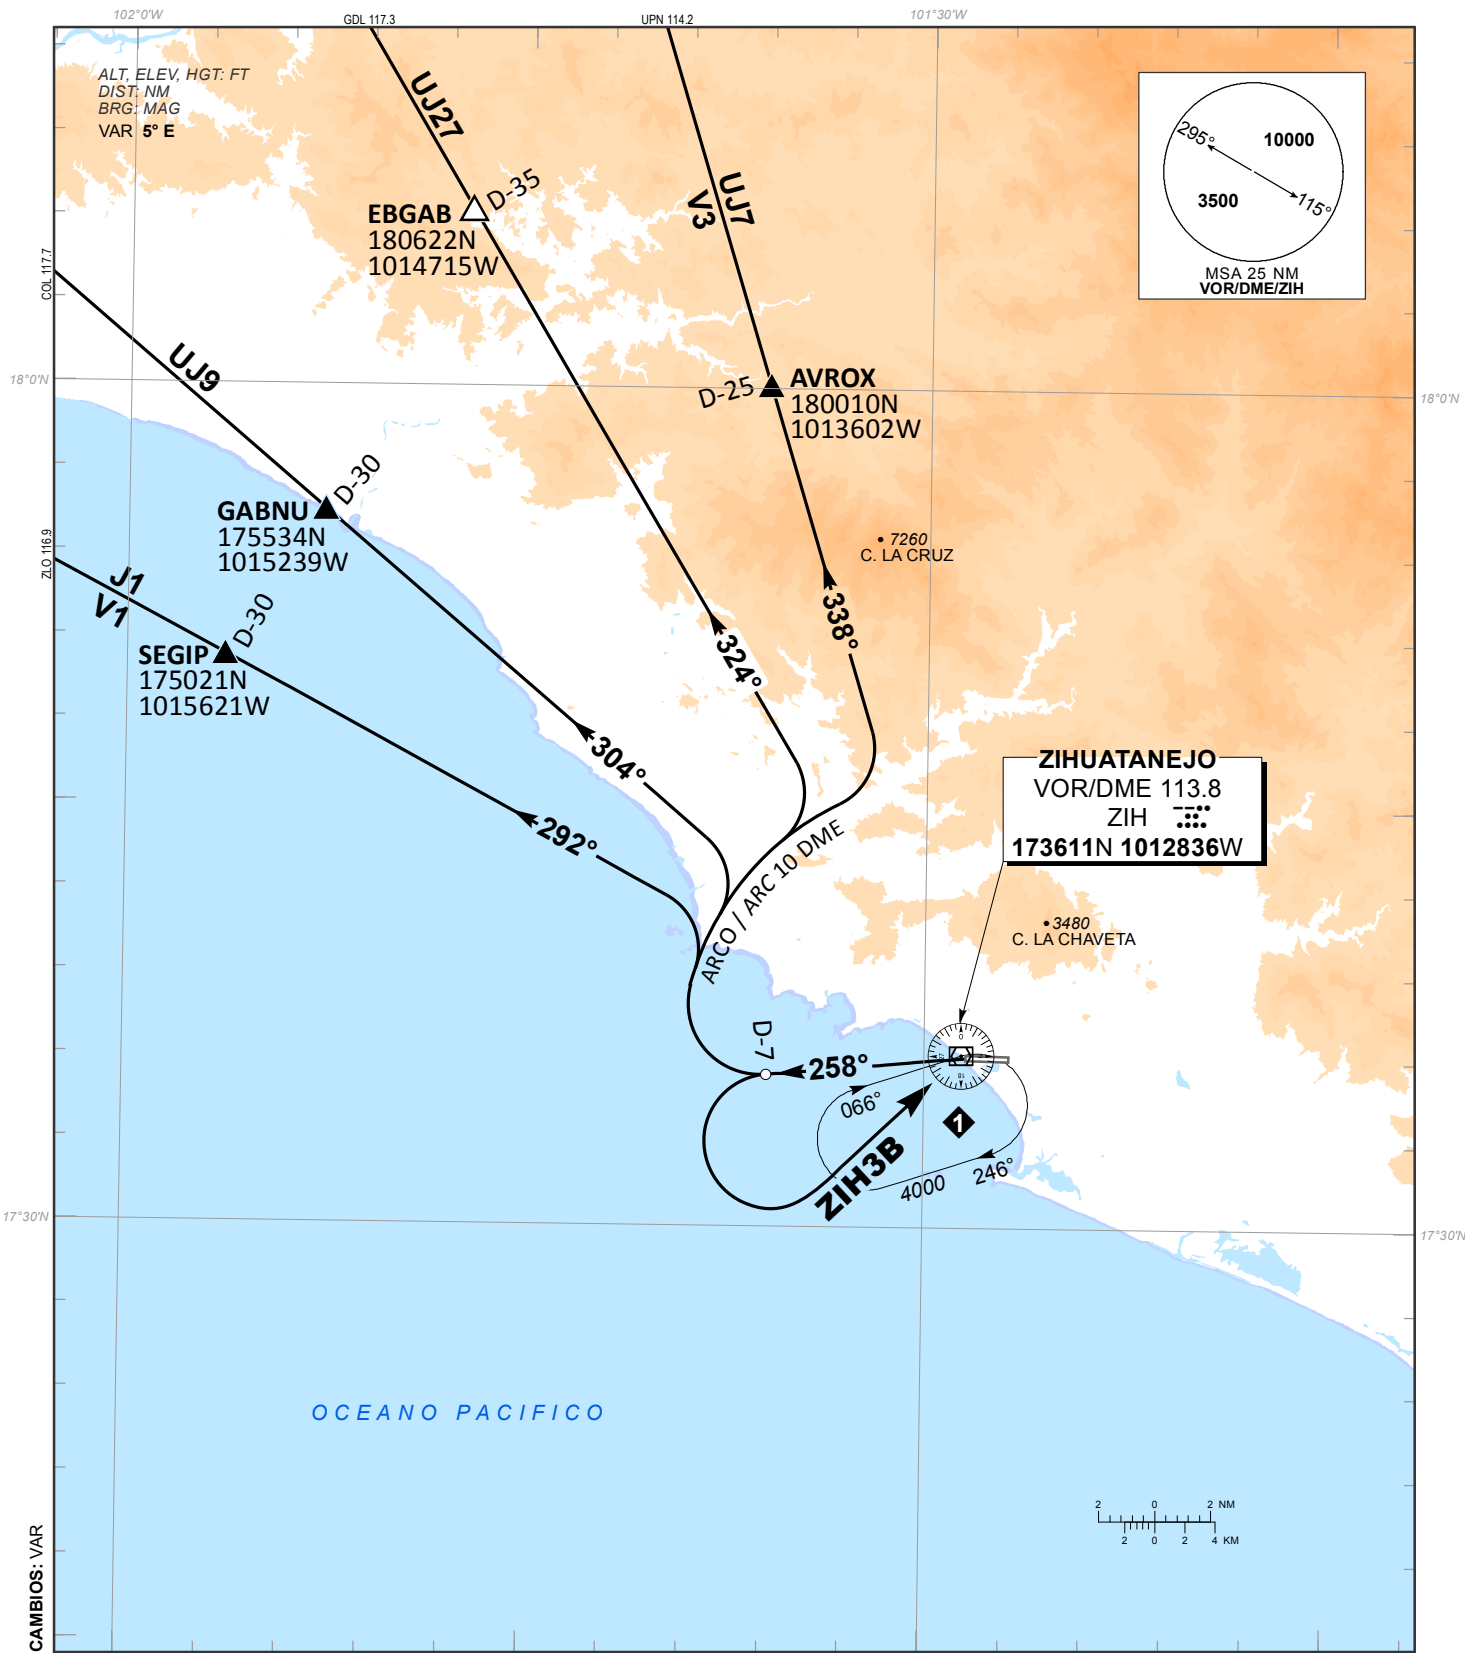 102°0'W
GDL 117.3
UPN 114.2
101°30'W
ALT, ELEV, HGT: FT
DIST: NM
BRG: MAG
VAR 5° E
UJ27
EBGAB
180622N
1014715W
D-35
UJ7
V3
295°
10000
3500
115°
MSA 25 NM
VOR/DME/ZIH
COL 117.7
UJ9
18°0'N
D-25
AVROX
180010N
1013602W
18°0'N
GABNU
175534N
1015239W
D-30
7260
C. LA CRUZ
ZLO 116.9
J1
V1
SEGIP
175021N
1015621W
D-30
338°
324°
304°
292°
ZIHUATANEJO
VOR/DME 113.8
ZIH
173611N 1012836W
ARCO / ARC 10 DME
3480
C. LA CHAVETA
D-7
258°
066°
0
18
1
ZIH3B
4000
246°
17°30'N
17°30'N
OCEANO PACIFICO
2 0 2 NM
2 0 2 4 KM
CAMBIOS: VAR